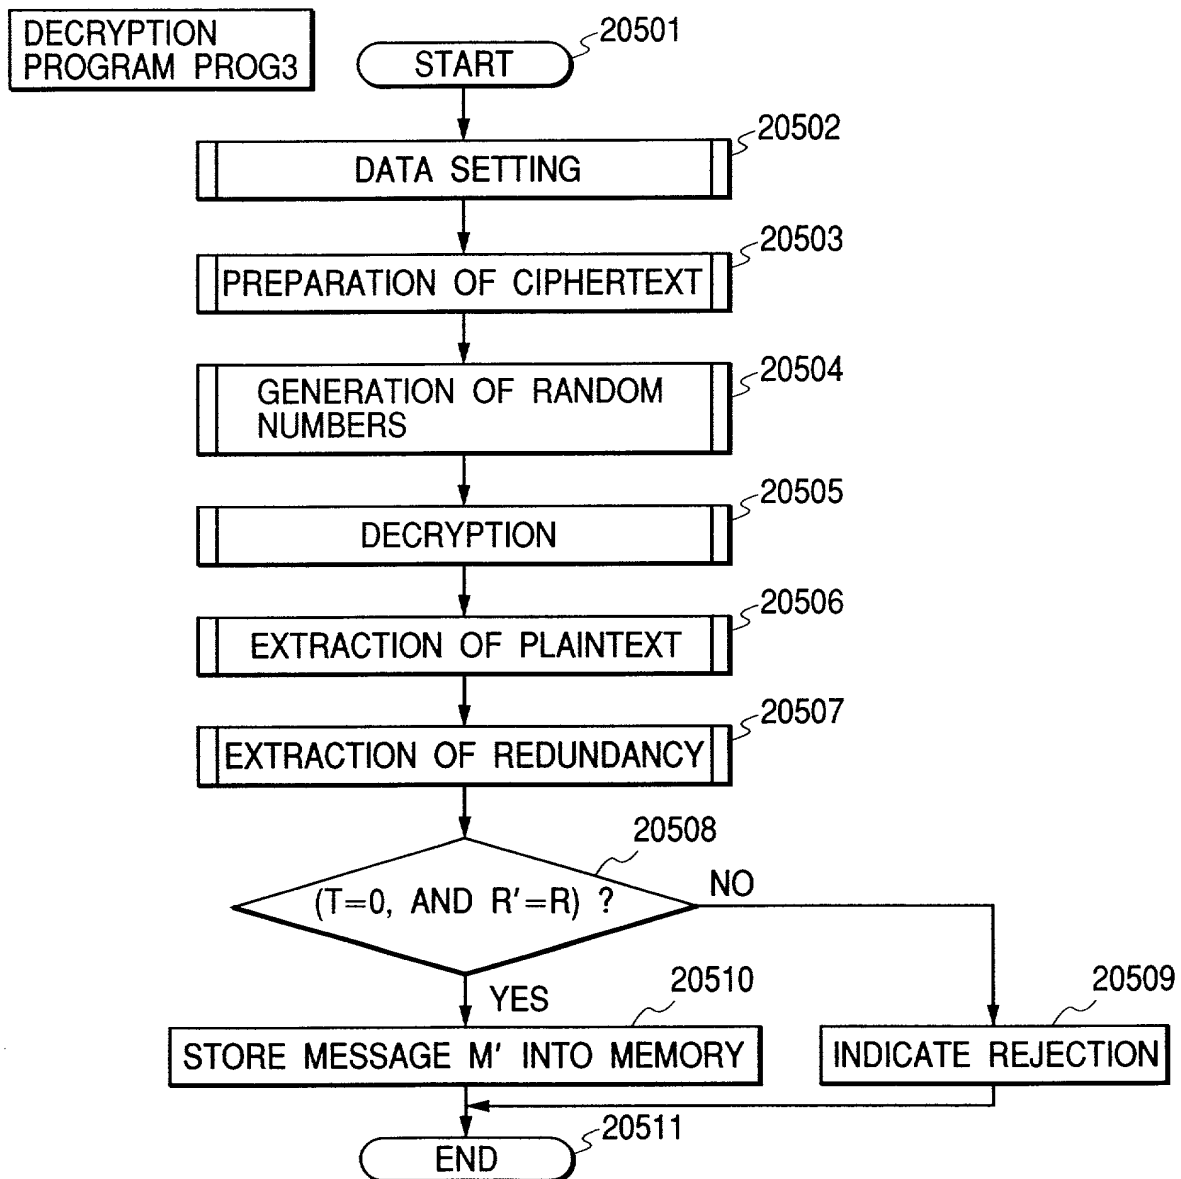 DECRYPTION
PROGRAM PROG3
START
20501
DATA SETTING
20502
PREPARATION OF CIPHERTEXT
20503
GENERATION OF RANDOM
NUMBERS
20504
DECRYPTION
20505
EXTRACTION OF PLAINTEXT
20506
EXTRACTION OF REDUNDANCY
20507
(T=0, AND R'=R) ?
20508
NO
YES
STORE MESSAGE M' INTO MEMORY
20510
INDICATE REJECTION
20509
END
20511